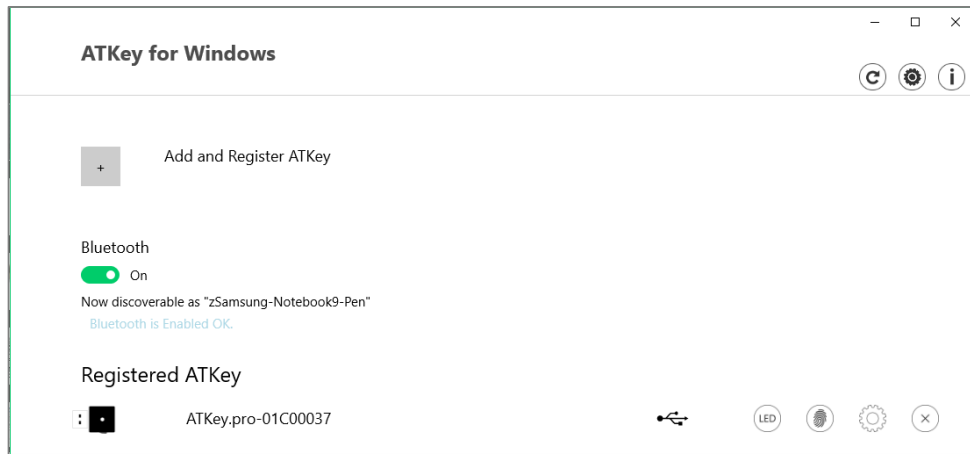 ATKey for Windows
+
Add and Register ATKey
Bluetooth
On
Now discoverable as "zSamsung-Notebook9-Pen"
Bluetooth is Enabled OK.
Registered ATKey
ATKey.pro-01C00037
LED